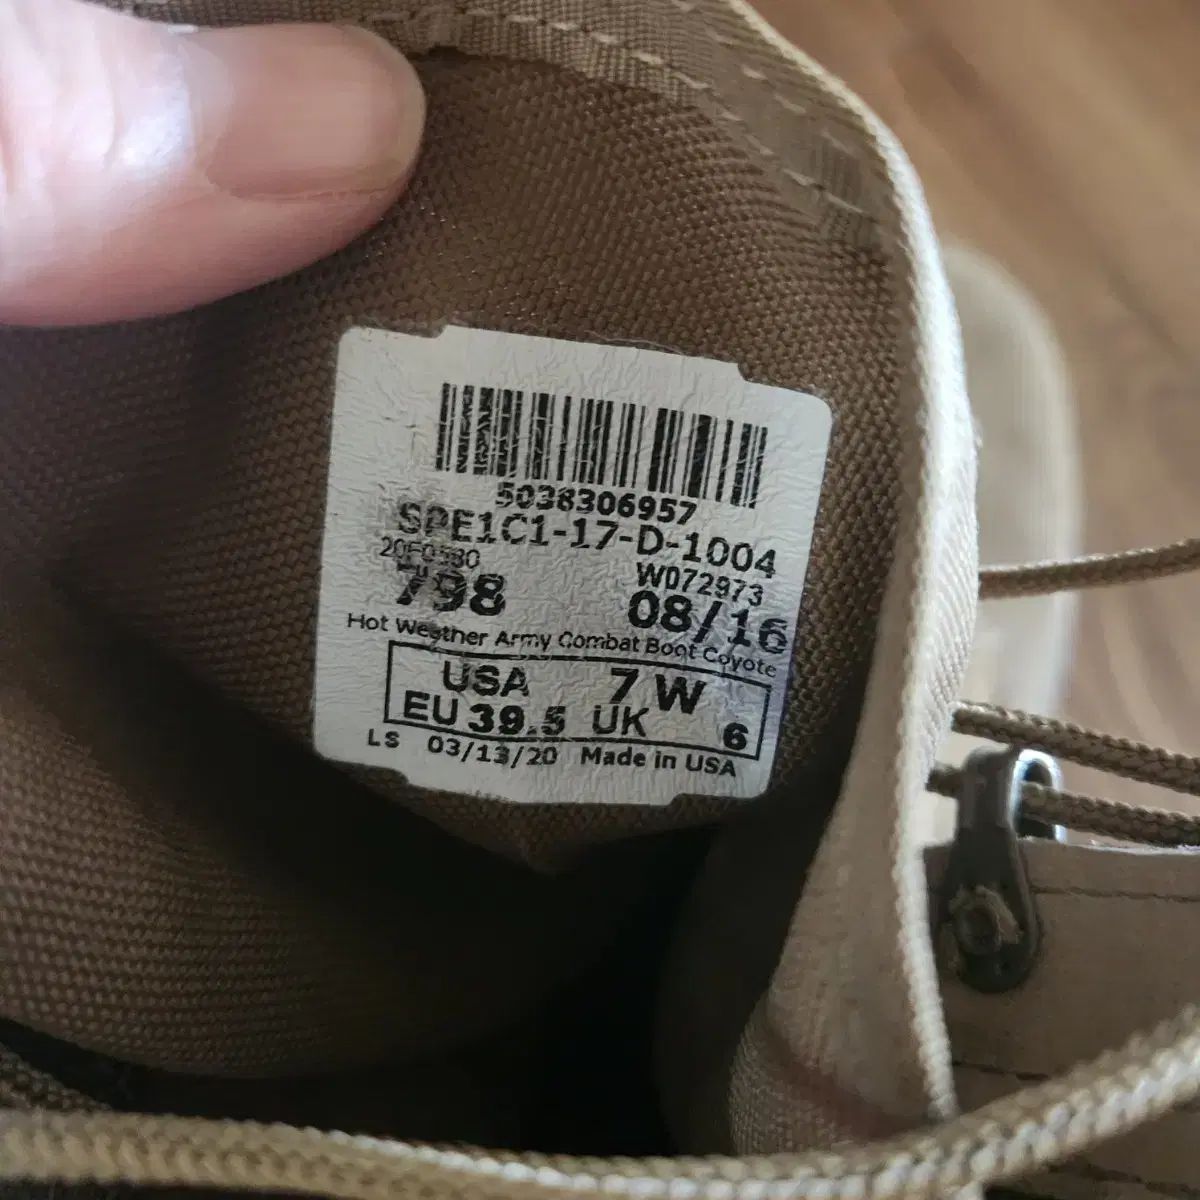 5038306957
SPE1C1-17-D-1004
W072973
798 08/16
Hot Weather Army Combat Boot Coyote
USA 7 W
EU 39.5 UK 6
LS 03/13/20 Made in USA